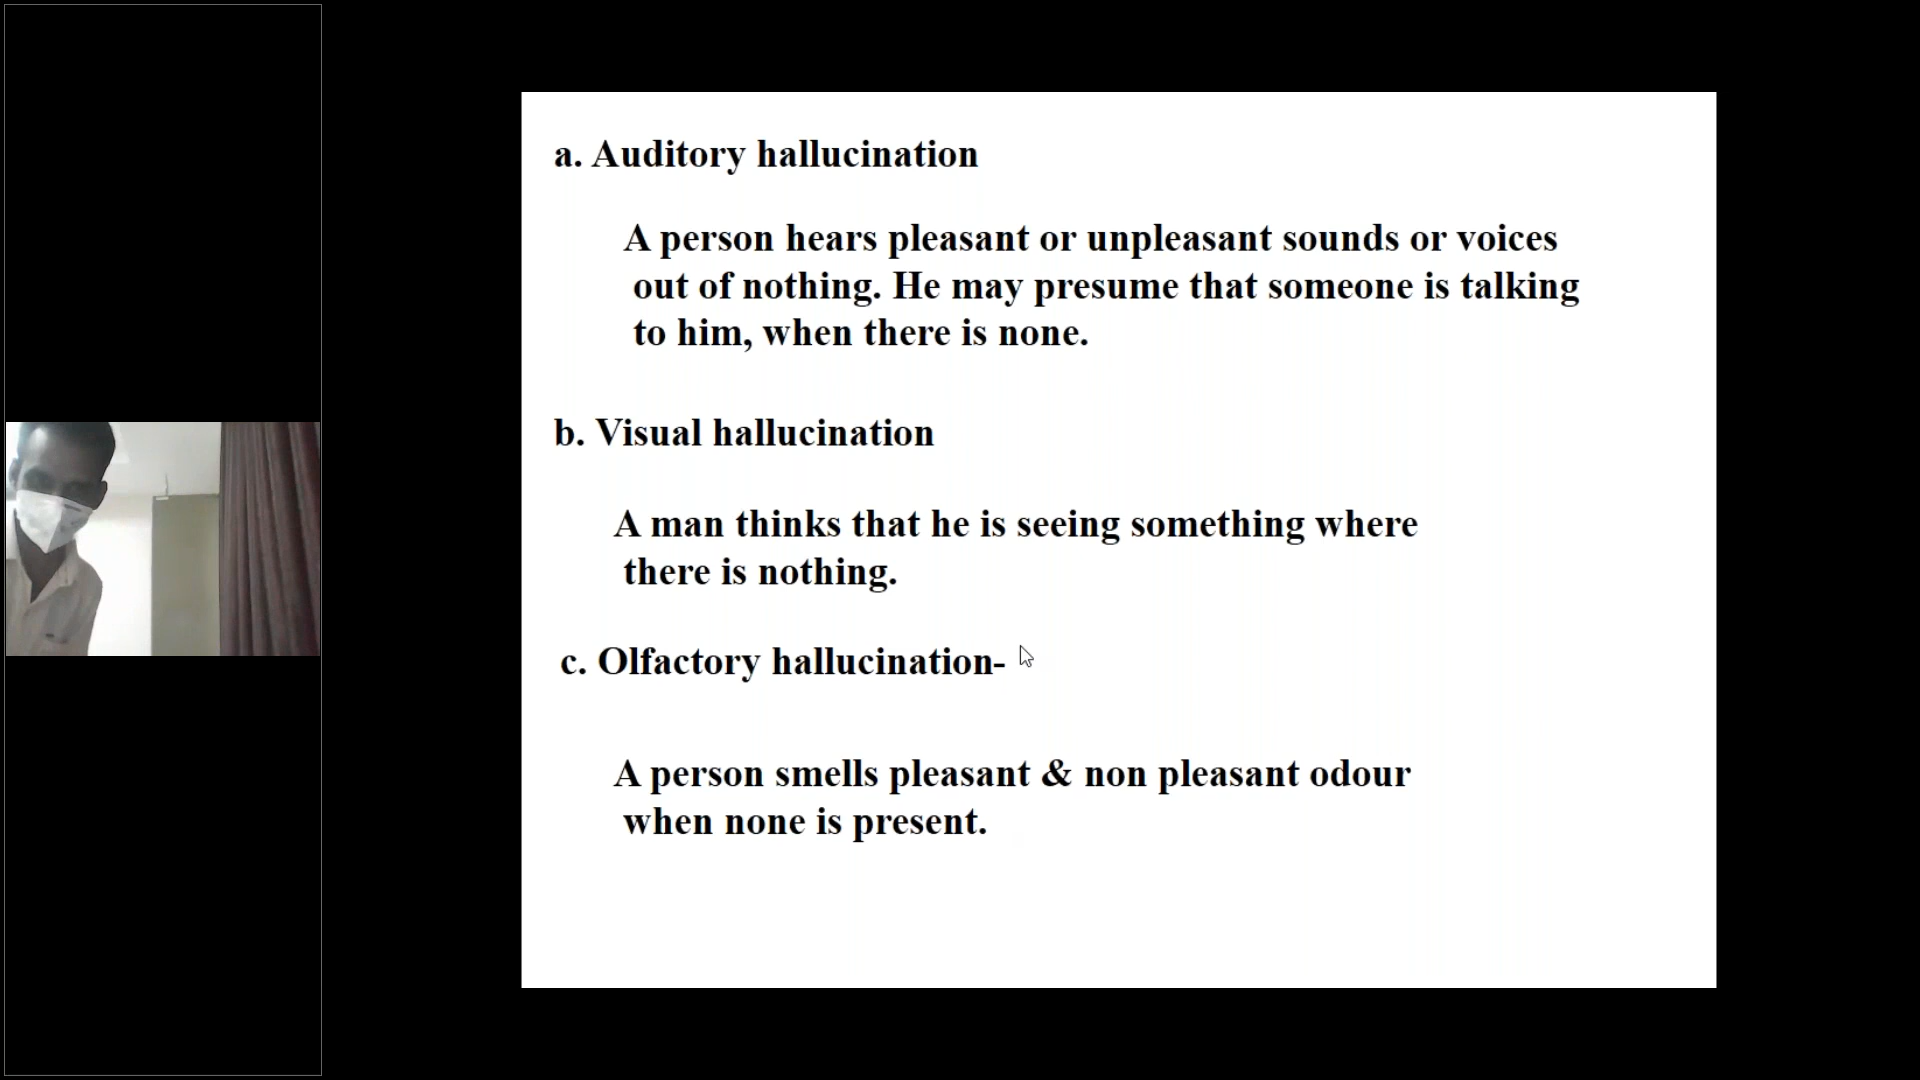 a. Auditory hallucination
A person hears pleasant or unpleasant sounds or voices
out of nothing. He may presume that someone is talking
to him, when there is none.
b. Visual hallucination
A man thinks that he is seeing something where
there is nothing.
c. Olfactory hallucination-
A person smells pleasant & non pleasant odour
when none is present.